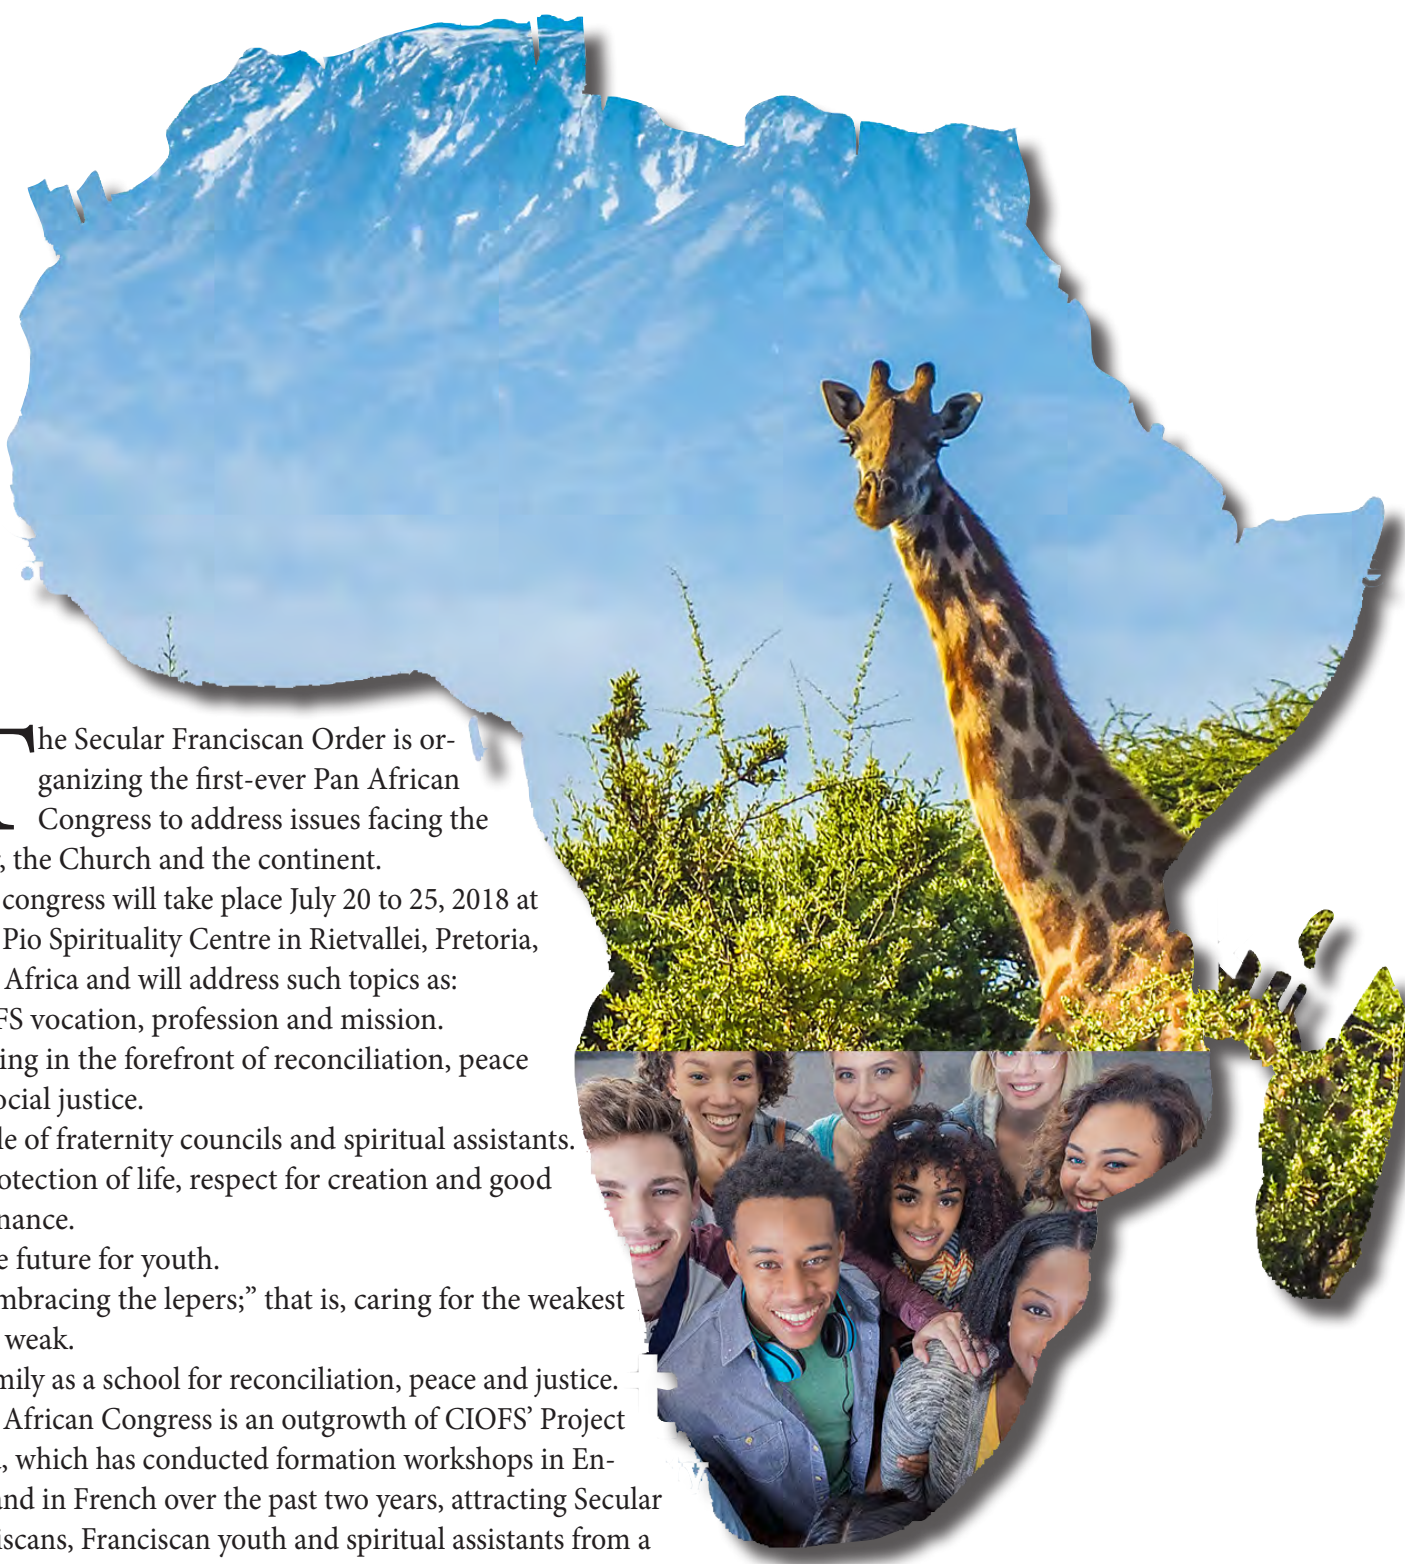 The Secular Franciscan Order is or-
ganizing the first-ever Pan African
Congress to address issues facing the
, the Church and the continent.
congress will take place July 20 to 25, 2018 at
Pio Spirituality Centre in Rietvallei, Pretoria,
Africa and will address such topics as:
FS vocation, profession and mission.
ing in the forefront of reconciliation, peace
ocial justice.
le of fraternity councils and spiritual assistants.
otection of life, respect for creation and good
nance.
e future for youth.
mbracing the lepers;” that is, caring for the weakest
weak.
mily as a school for reconciliation, peace and justice.
African Congress is an outgrowth of CIOFS’ Project
, which has conducted formation workshops in En-
and in French over the past two years, attracting Secular
iscans, Franciscan youth and spiritual assistants from a